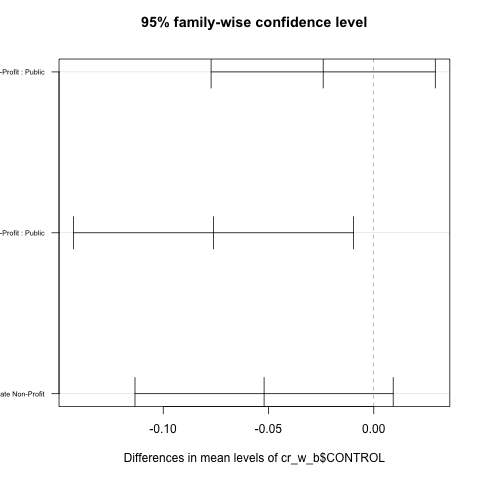 95% family-wise confidence level
-Profit : Public
-Profit : Public
ate Non-Profit
-0.10 -0.05 0.00
Differences in mean levels of cr_w_b$CONTROL